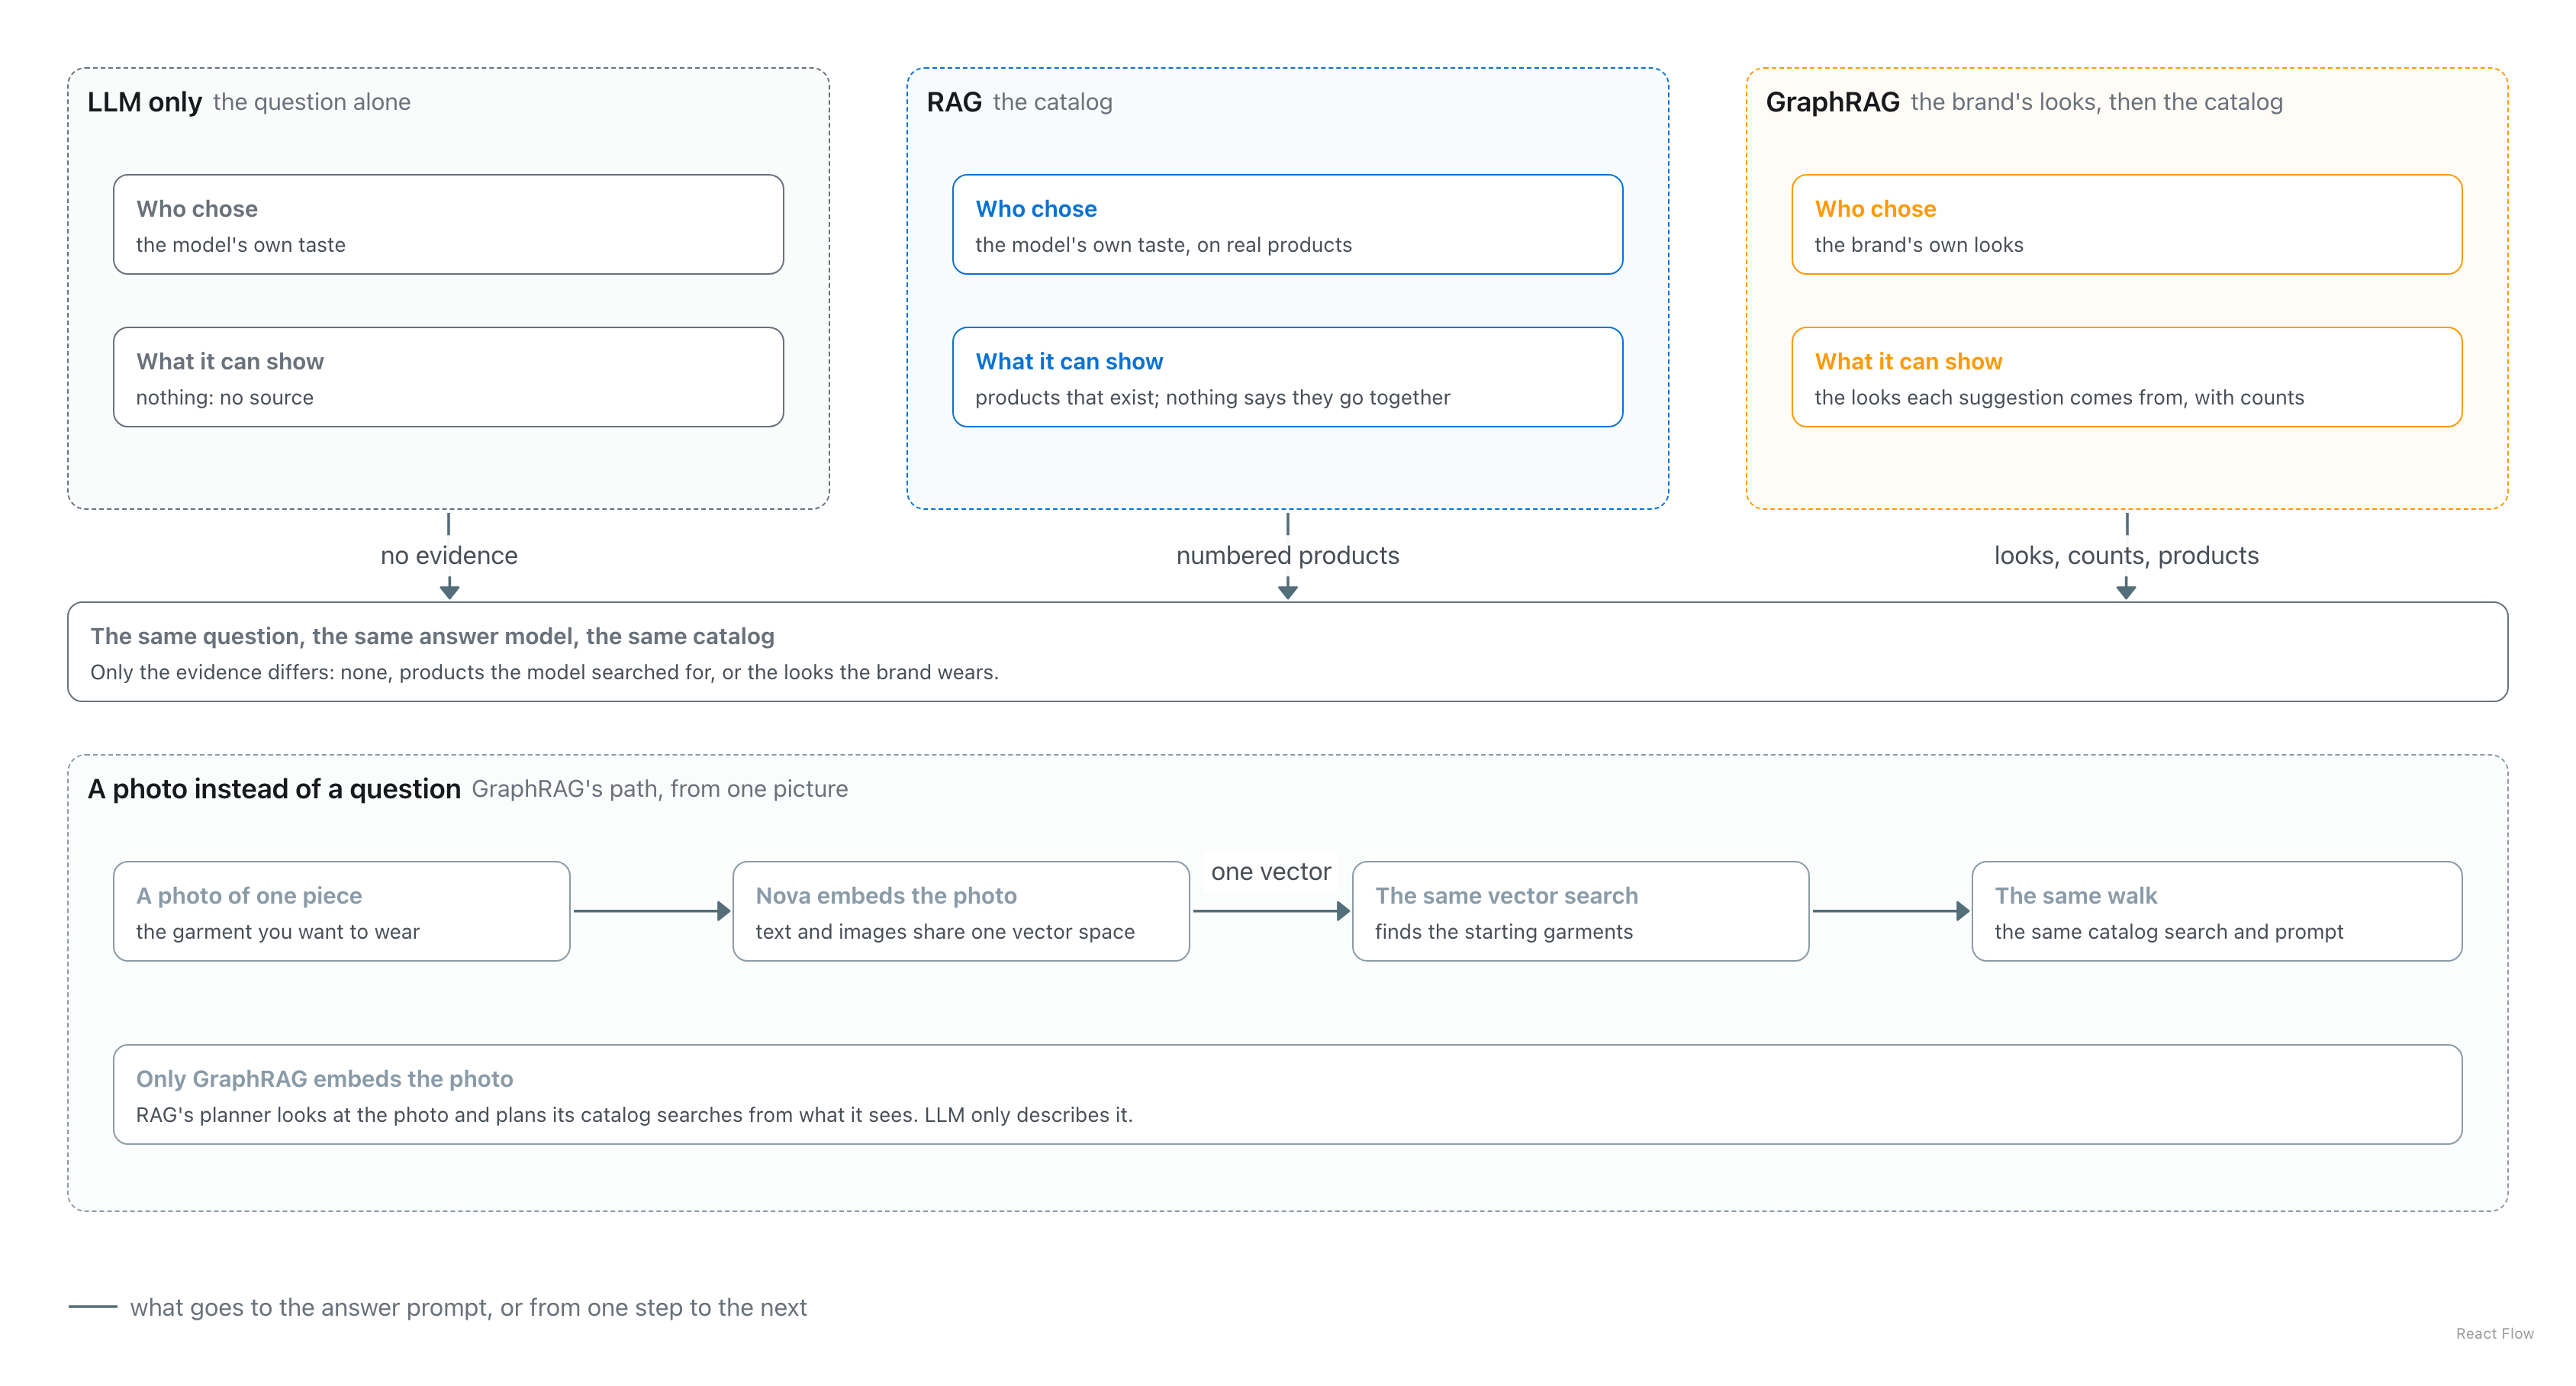 LLM only the question alone
Who chose
the model's own taste
What it can show
nothing: no source
RAG the catalog
Who chose
the model's own taste, on real products
What it can show
products that exist; nothing says they go together
GraphRAG the brand's looks, then the catalog
Who chose
the brand's own looks
What it can show
the looks each suggestion comes from, with counts
no evidence
numbered products
looks, counts, products
The same question, the same answer model, the same catalog
Only the evidence differs: none, products the model searched for, or the looks the brand wears.
A photo instead of a question GraphRAG's path, from one picture
A photo of one piece
the garment you want to wear
Nova embeds the photo
text and images share one vector space
one vector
The same vector search
finds the starting garments
The same walk
the same catalog search and prompt
Only GraphRAG embeds the photo
RAG's planner looks at the photo and plans its catalog searches from what it sees. LLM only describes it.
what goes to the answer prompt, or from one step to the next
React Flow